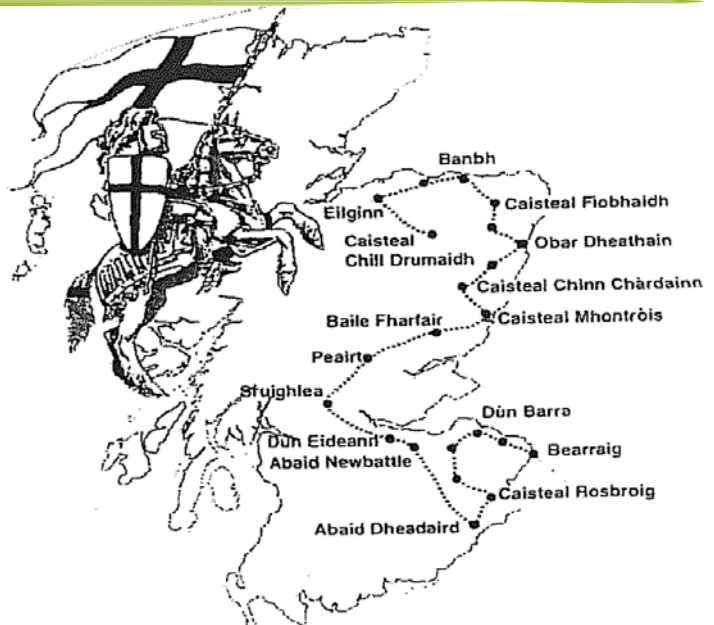 Banbh
Eilginn
Caisteal Fiobhaidh
Caisteal
Chill Drumaidh
Obar Dheathain
Caisteal Chinn Chàrdainn
Baile Fharfair
Caisteal Mhontròis
Peairt
Sruighlea
Dùn Barra
Dùn Eideann
Abaid Newbattle
Bearraig
Caisteal Rosbroig
Abaid Dheadaird